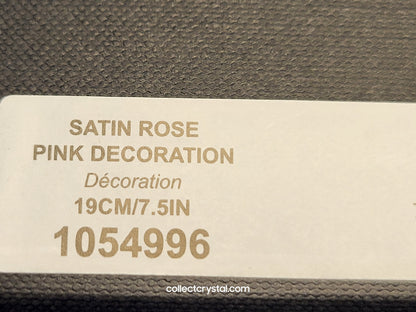 SATIN ROSE
PINK DECORATION
Décoration
19CM/7.5IN
1054996
collectcrystal.com